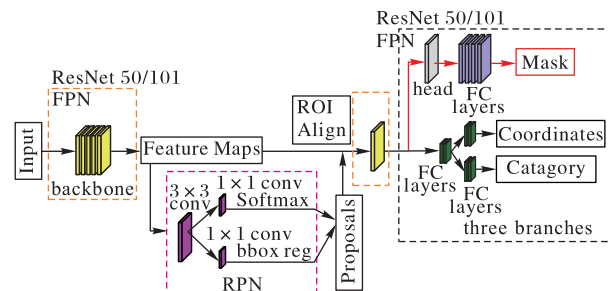 ResNet 50/101
FPN
Input
backbone
Feature Maps
3×3
conv
1×1 conv
Softmax
1×1 conv
bbox reg
RPN
Proposals
ROI
Align
ResNet 50/101
FPN
head
FC
layers
Mask
FC
layers
FC
layers
Coordinates
Catagory
three branches